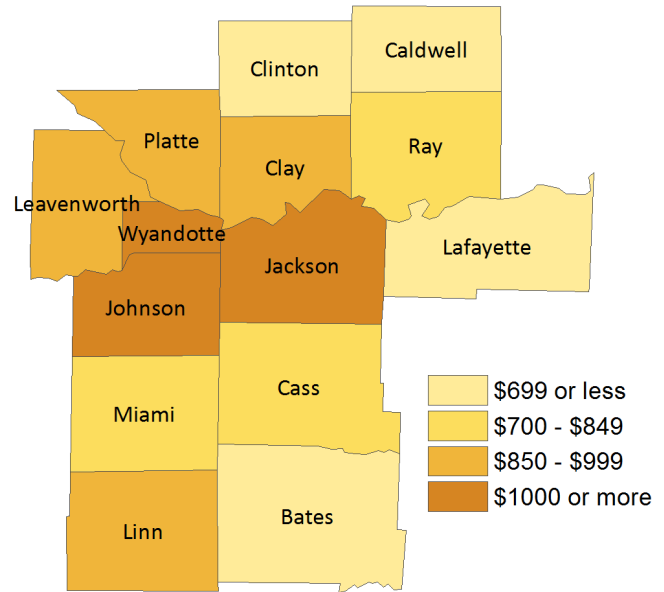 Caldwell
Clinton
Platte
Ray
Clay
Leavenworth
Wyandotte
Lafayette
Jackson
Johnson
Cass
Miami
Bates
Linn
$699 or less
$700 - $849
$850 - $999
$1000 or more